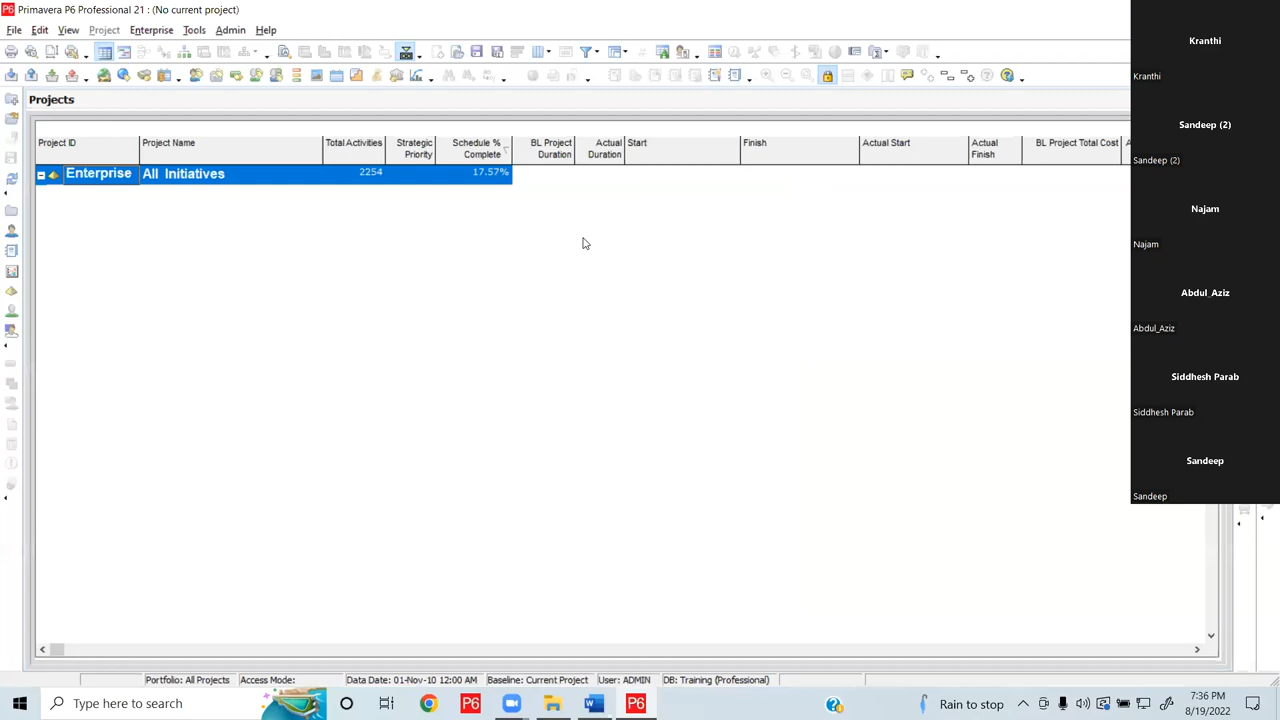 P6 Primavera P6 Professional 21 : (No current project)
File Edit View Project Enterprise Tools Admin Help
Projects
Project ID Project Name Total Activities Strategic Priority Schedule % Complete BL Project Duration Actual Duration Start Finish Actual Start Actual Finish BL Project Total Cost A
Enterprise All Initiatives 2254 17.57%
Kranthi
Kranthi
Sandeep (2)
Sandeep (2)
Najam
Najam
Abdul_Aziz
Abdul_Aziz
Siddhesh Parab
Siddhesh Parab
Sandeep
Sandeep
Portfolio: All Projects Access Mode: Data Date: 01-Nov-10 12:00 AM Baseline: Current Project User: ADMIN DB: Training (Professional)
Type here to search P6 P6 Rain to stop 7:36 PM
8/19/2022